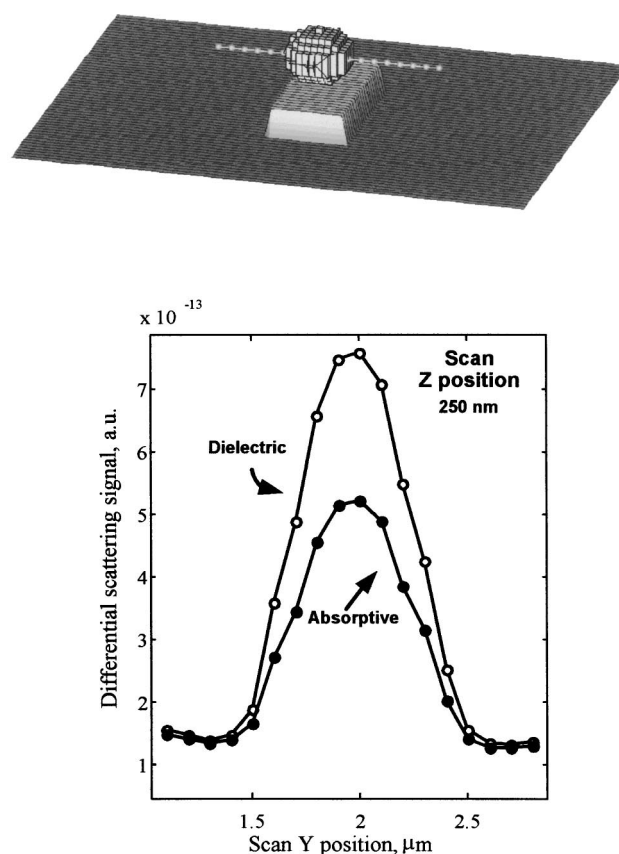 x 10 -13
Scan
Z position
250 nm
7
6
5
4
3
2
1
Dielectric
Absorptive
Differential scattering signal, a.u.
1.5 2 2.5
Scan Y position, μm